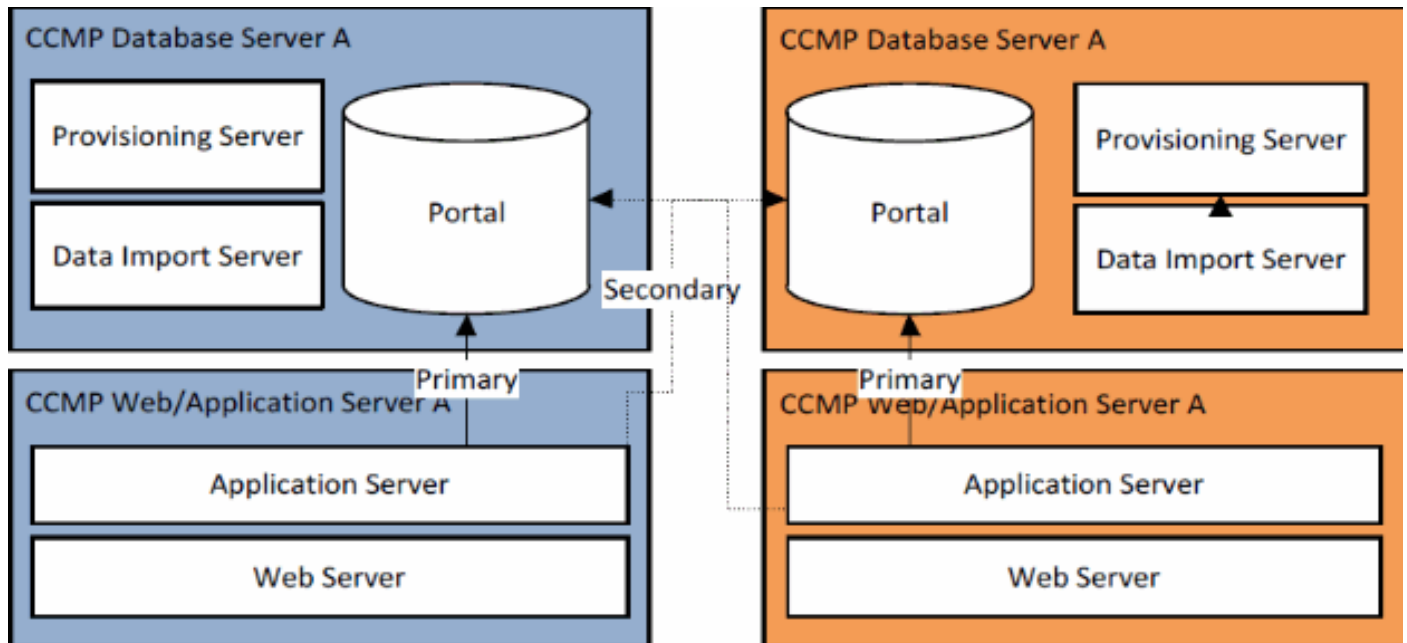 CCMP Database Server A
Provisioning Server
Data Import Server
Portal
CCMP Database Server A
Portal
Provisioning Server
Data Import Server
Secondary
Primary
CCMP Web/Application Server A
Application Server
Web Server
Primary
CCMP Web/Application Server A
Application Server
Web Server